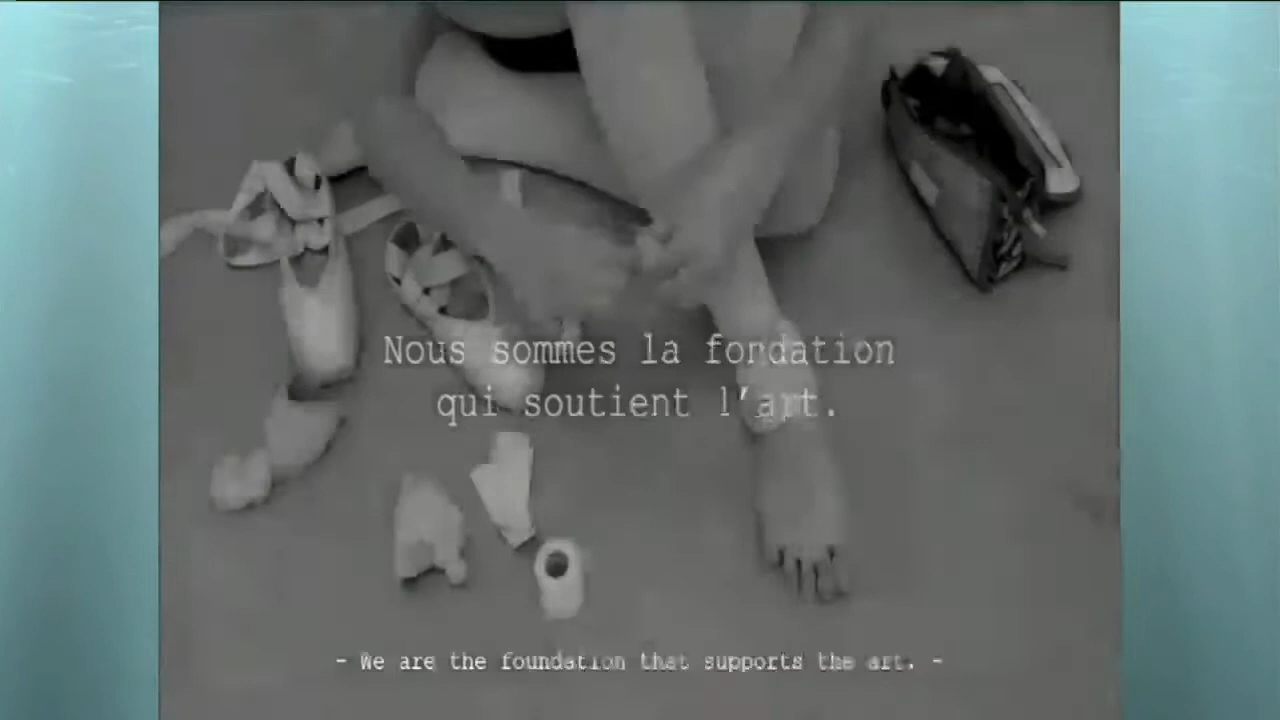 Nous sommes la fondation
qui soutient l'art.
- We are the foundation that supports the art. -